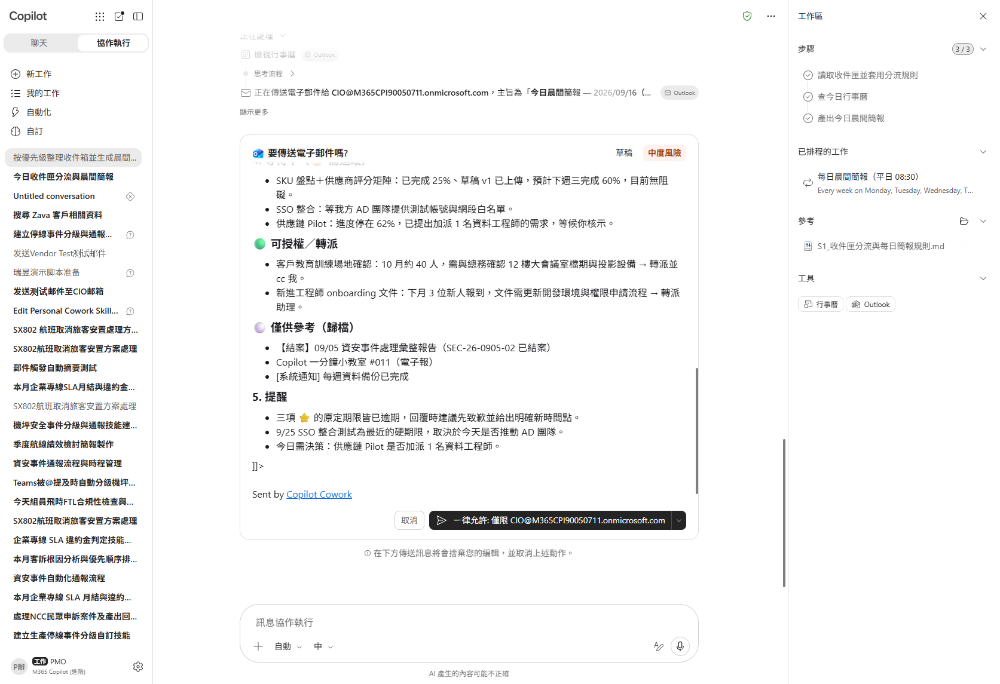 Copilot
聊天
協作執行
新工作
我的工作
自動化
自訂
按優先級整理收件箱並生成晨間...
今日收件匣分流與晨間簡報
Untitled conversation
搜尋 Zava 客戶相關資料
建立停線事件分級與通報...
发送Vendor Test测试邮件
瑞昱演示脚本准备
发送测试邮件至CIO邮箱
Edit Personal Cowork Skill...
SX802 航班取消旅客安置處理方...
SX802航班取消旅客安置方案處理
郵件觸發自動摘要測試
本月企業專線SLA月結與違約金...
SX802航班取消旅客安置方案處理
機坪安全事件分級與通報技能建...
季度航線績效檢討簡報製作
資安事件通報流程與時程管理
Teams被@提及時自動分級機坪...
今天組員飛時FTL合規性檢查與...
SX802航班取消旅客安置方案處理
企業專線 SLA 違約金判定技能...
本月客訴根因分析與優先順序排...
資安事件自動化通報流程
本月企業專線 SLA 月結與違約...
處理NCC民眾申訴案件及產出回...
建立生產停線事件分級自訂技能
P辦
工作 PMO
M365 Copilot (進階)
正在處理
檢視行事曆 Outlook
思考流程
正在傳送電子郵件給 CIO@M365CPI90050711.onmicrosoft.com，主旨為「今日晨間簡報 — 2026/09/16（... Outlook
顯示更多
要傳送電子郵件嗎?
草稿
中度風險
SKU 盤點＋供應商評分矩陣：已完成 25%、草稿 v1 已上傳，預計下週三完成 60%，目前無阻
礙。
SSO 整合：等我方 AD 團隊提供測試帳號與網段白名單。
供應鏈 Pilot：進度停在 62%，已提出加派 1 名資料工程師的需求，等候你核示。
可授權／轉派
客戶教育訓練場地確認：10 月約 40 人，需與總務確認 12 樓大會議室檔期與投影設備 → 轉派並
cc 我。
新進工程師 onboarding 文件：下月 3 位新人報到，文件需更新開發環境與權限申請流程 → 轉派
助理。
僅供參考（歸檔）
【結案】09/05 資安事件處理彙整報告（SEC-26-0905-02 已結案）
Copilot 一分鐘小教室 #011（電子報）
[系統通知] 每週資料備份已完成
5. 提醒
三項 ⭐ 的原定期限皆已逾期，回覆時建議先致歉並給出明確新時間點。
9/25 SSO 整合測試為最近的硬期限，取決於今天是否推動 AD 團隊。
今日需決策：供應鏈 Pilot 是否加派 1 名資料工程師。
]]>
Sent by Copilot Cowork
取消
一律允許: 僅限 CIO@M365CPI90050711.onmicrosoft.com
在下方傳送訊息將會捨棄您的編輯，並取消上述動作。
訊息協作執行
自動
中
AI 產生的內容可能不正確
工作區
步驟
3 / 3
讀取收件匣並套用分流規則
查今日行事曆
產出今日晨間簡報
已排程的工作
每日晨間簡報（平日 08:30）
Every week on Monday, Tuesday, Wednesday, T...
參考
S1_收件匣分流與每日簡報規則.md
工具
行事曆
Outlook